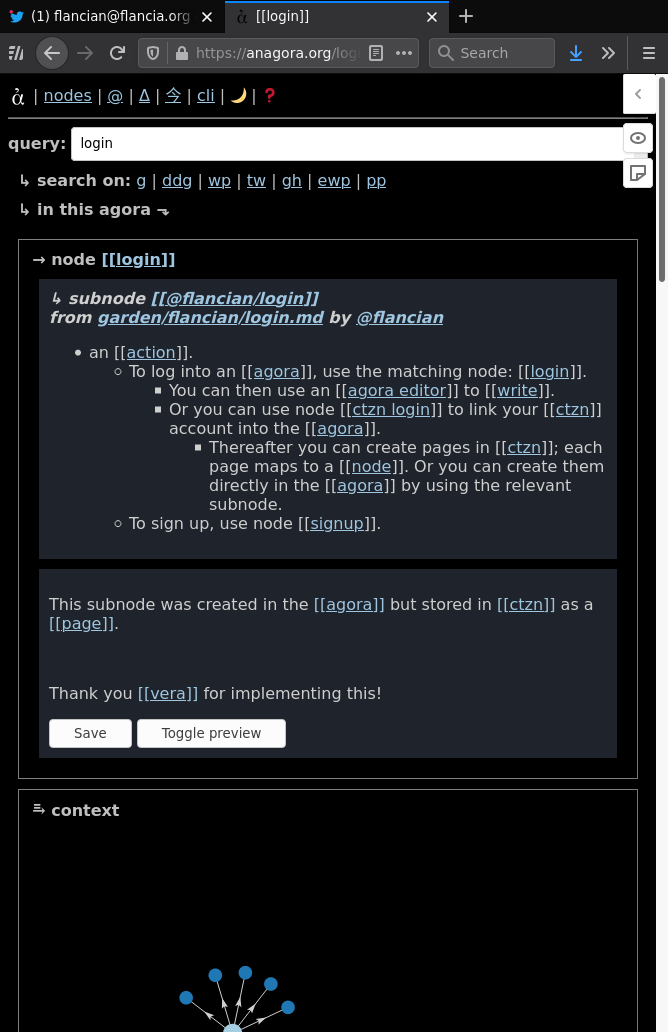 (1) flancian@flancia.org
[[login]]
https://anagora.org/log
Search
ἀ | nodes | @ | Δ | 今 | cli | 🌙 | ❓
query: login
↳ search on: g | ddg | wp | tw | gh | ewp | pp
↳ in this agora ⬎
→ node [[login]]
↳ subnode [[@flancian/login]]
from garden/flancian/login.md by @flancian
• an [[action]].
◦ To log into an [[agora]], use the matching node: [[login]].
▪ You can then use an [[agora editor]] to [[write]].
▪ Or you can use node [[ctzn login]] to link your [[ctzn]]
account into the [[agora]].
▪ Thereafter you can create pages in [[ctzn]]; each
page maps to a [[node]]. Or you can create them
directly in the [[agora]] by using the relevant
subnode.
◦ To sign up, use node [[signup]].
This subnode was created in the [[agora]] but stored in [[ctzn]] as a
[[page]].
Thank you [[vera]] for implementing this!
Save
Toggle preview
context